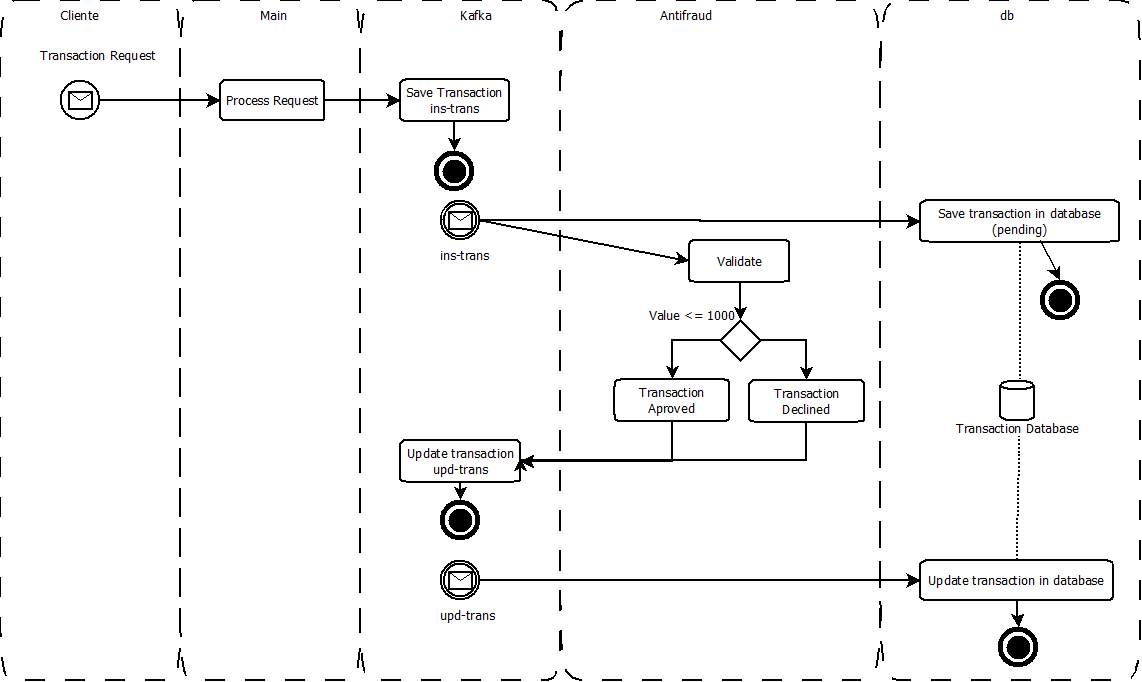 Cliente
Main
Kafka
Antifraud
db
Transaction Request
Process Request
Save Transaction
ins-trans
ins-trans
Save transaction in database
(pending)
Validate
Value <= 1000
Transaction
Aproved
Transaction
Declined
Transaction Database
Update transaction
upd-trans
upd-trans
Update transaction in database